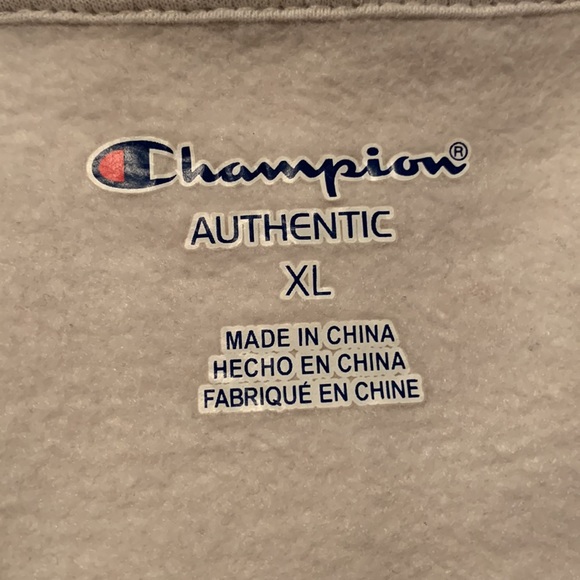 Champion®
AUTHENTIC
XL
MADE IN CHINA
HECHO EN CHINA
FABRIQUÉ EN CHINE